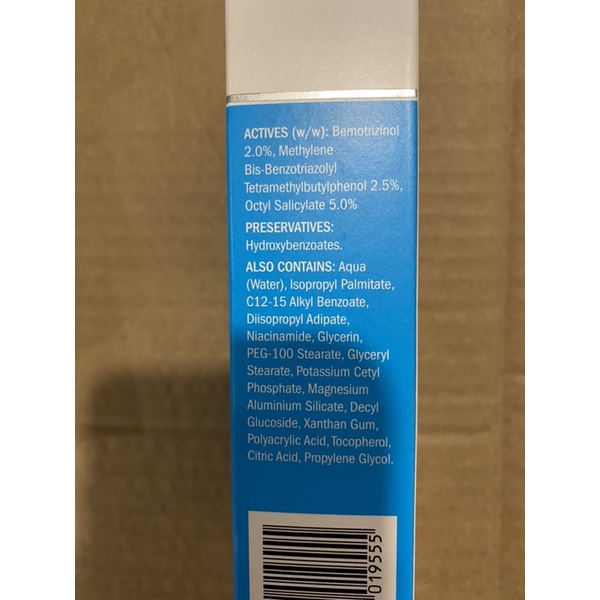 ACTIVES (w/w): Bemotrizinol
2.0%, Methylene
Bis-Benzotriazolyl
Tetramethylbutylphenol 2.5%,
Octyl Salicylate 5.0%
PRESERVATIVES:
Hydroxybenzoates.
ALSO CONTAINS: Aqua
(Water), Isopropyl Palmitate,
C12-15 Alkyl Benzoate,
Diisopropyl Adipate,
Niacinamide, Glycerin,
PEG-100 Stearate, Glyceryl
Stearate, Potassium Cetyl
Phosphate, Magnesium
Aluminium Silicate, Decyl
Glucoside, Xanthan Gum,
Polyacrylic Acid, Tocopherol,
Citric Acid, Propylene Glycol.
019555